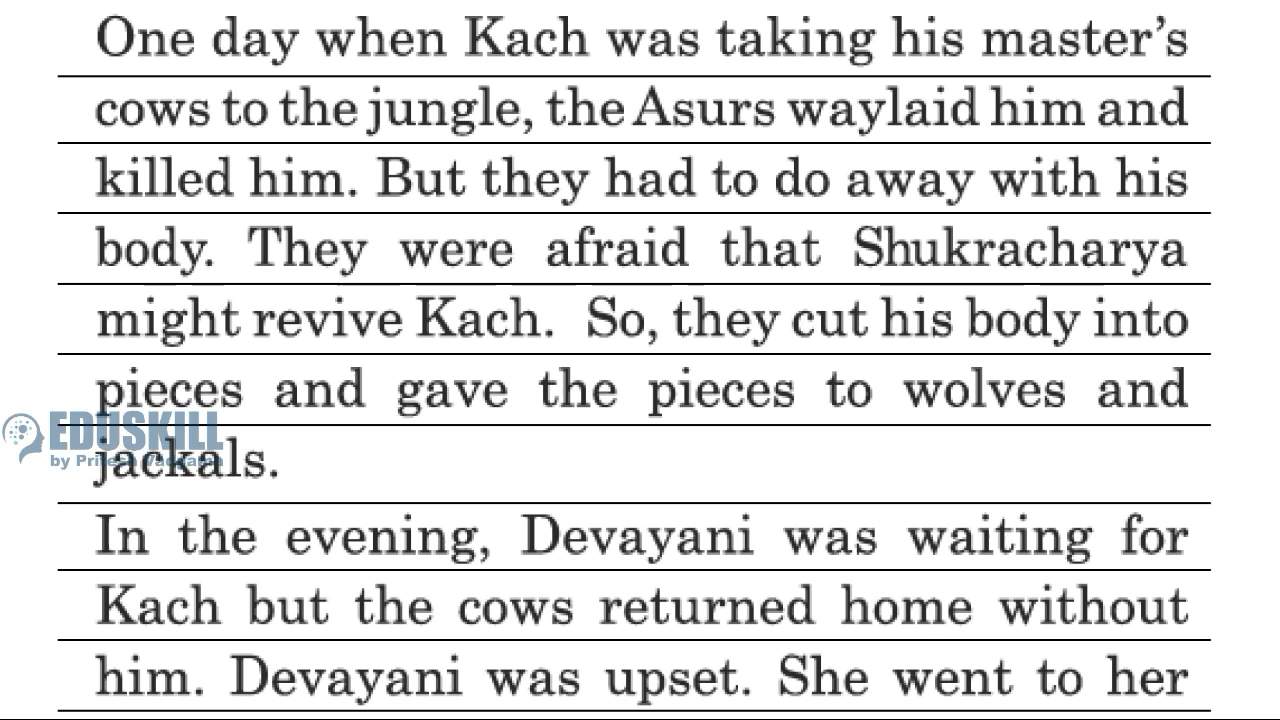 One day when Kach was taking his master's
cows to the jungle, the Asurs waylaid him and
killed him. But they had to do away with his
body. They were afraid that Shukracharya
might revive Kach. So, they cut his body into
pieces and gave the pieces to wolves and
EDUSKILL
by Pritesh Vadgama
jackals.
In the evening, Devayani was waiting for
Kach but the cows returned home without
him. Devayani was upset. She went to her